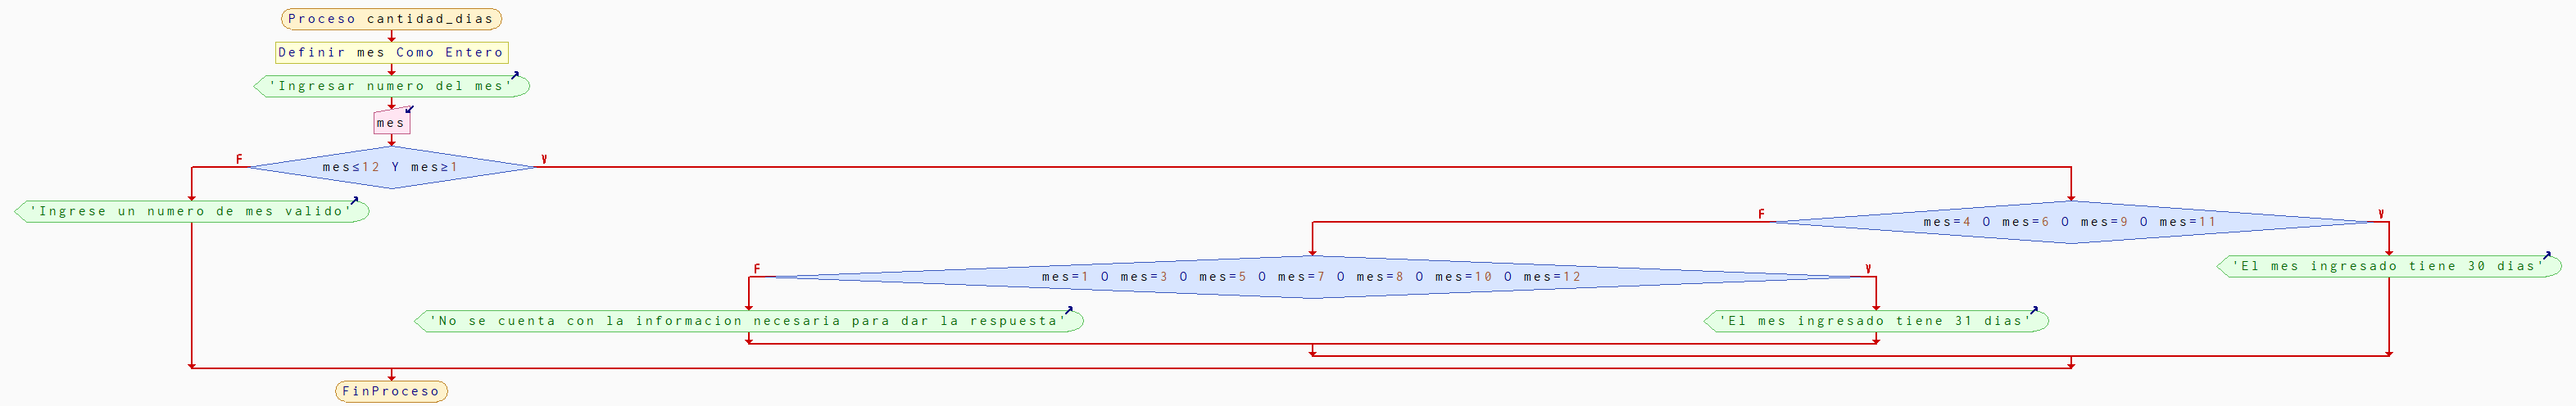 Proceso cantidad_dias
Definir mes Como Entero
'Ingresar numero del mes'
mes
F
mes≤12 Y mes≥1
V
'Ingrese un numero de mes valido'
F
mes=4 O mes=6 O mes=9 O mes=11
V
F
mes=1 O mes=3 O mes=5 O mes=7 O mes=8 O mes=10 O mes=12
V
'El mes ingresado tiene 30 dias'
'No se cuenta con la informacion necesaria para dar la respuesta'
'El mes ingresado tiene 31 dias'
FinProceso